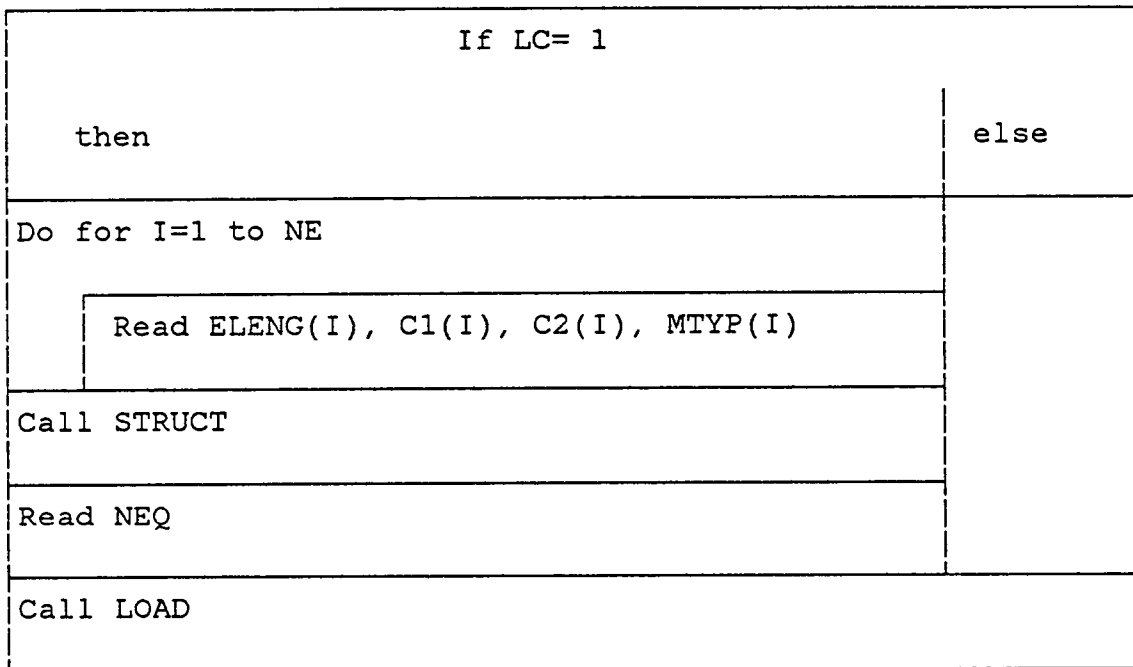 If LC= 1
then else
Do for I=1 to NE
Read ELENG(I), C1(I), C2(I), MTYP(I)
Call STRUCT
Read NEQ
Call LOAD